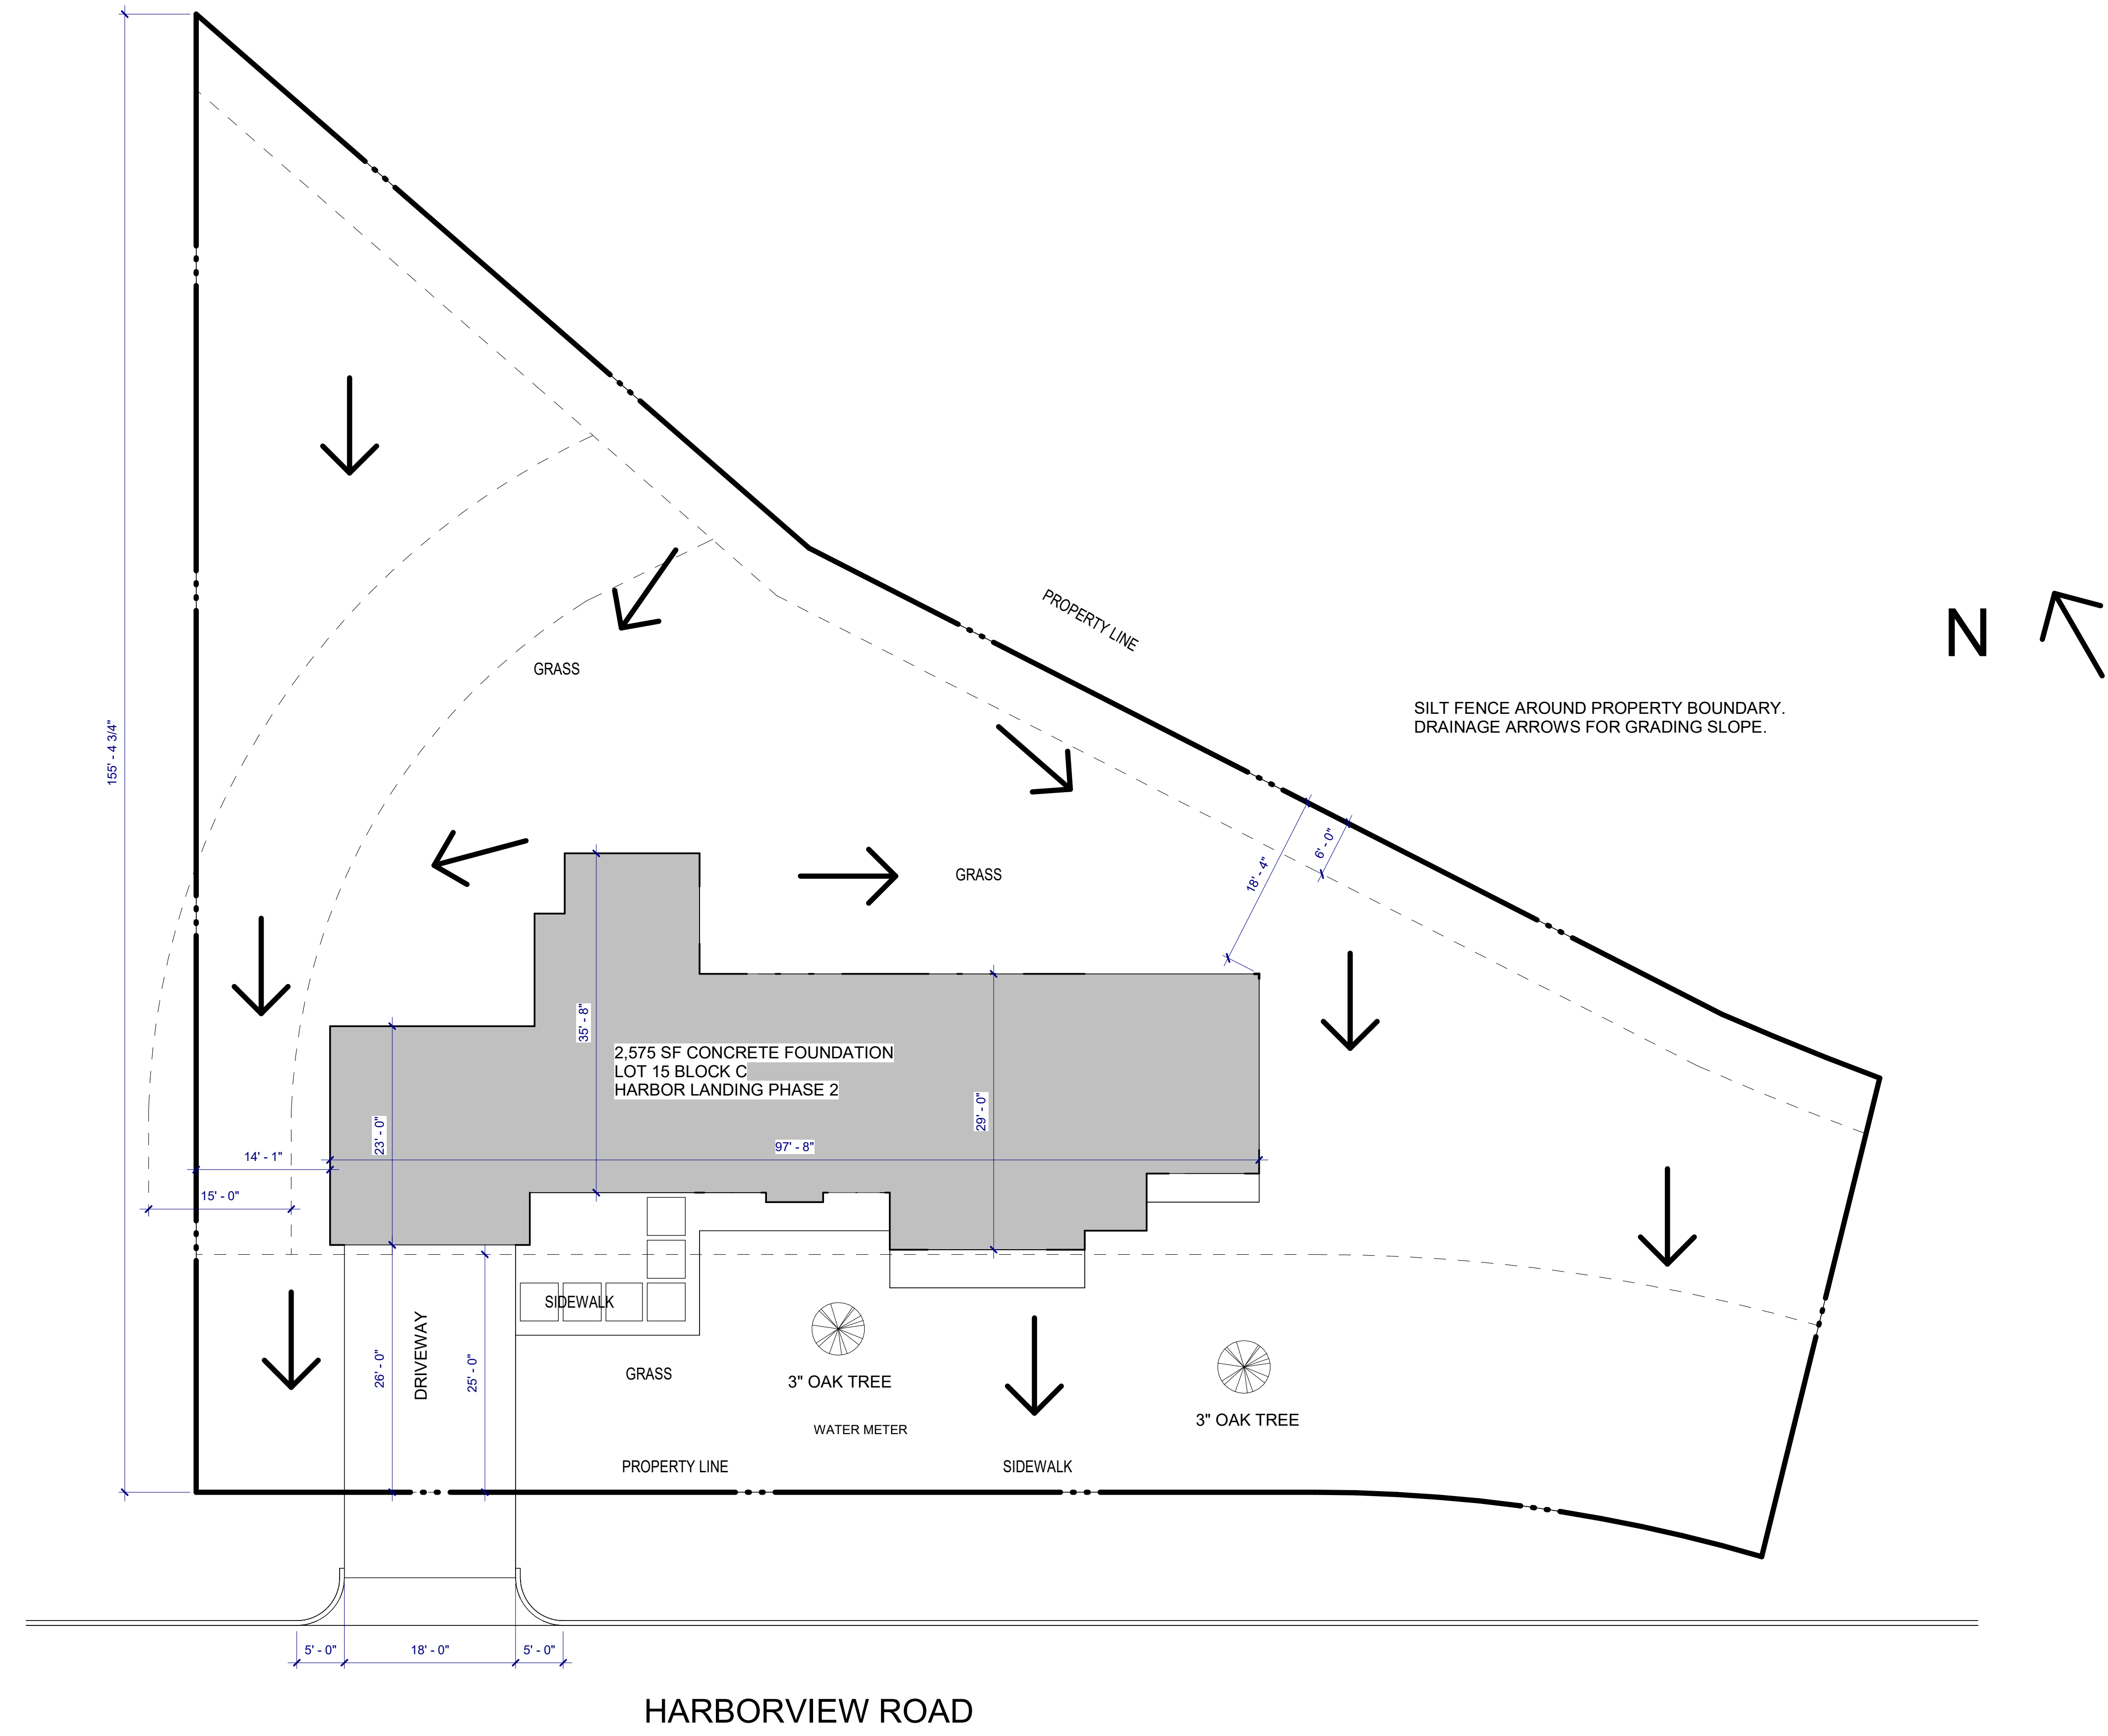 PROPERTY LINE
N
GRASS
SILT FENCE AROUND PROPERTY BOUNDARY.
DRAINAGE ARROWS FOR GRADING SLOPE.
155' - 4 3/4"
6' - 0"
18' - 4"
GRASS
35' - 8"
2,575 SF CONCRETE FOUNDATION
LOT 15 BLOCK C
HARBOR LANDING PHASE 2
29' - 0"
23' - 0"
97' - 8"
14' - 1"
15' - 0"
SIDEWALK
DRIVEWAY
26' - 0"
25' - 0"
GRASS
3" OAK TREE
3" OAK TREE
WATER METER
PROPERTY LINE
SIDEWALK
5' - 0"
18' - 0"
5' - 0"
HARBORVIEW ROAD